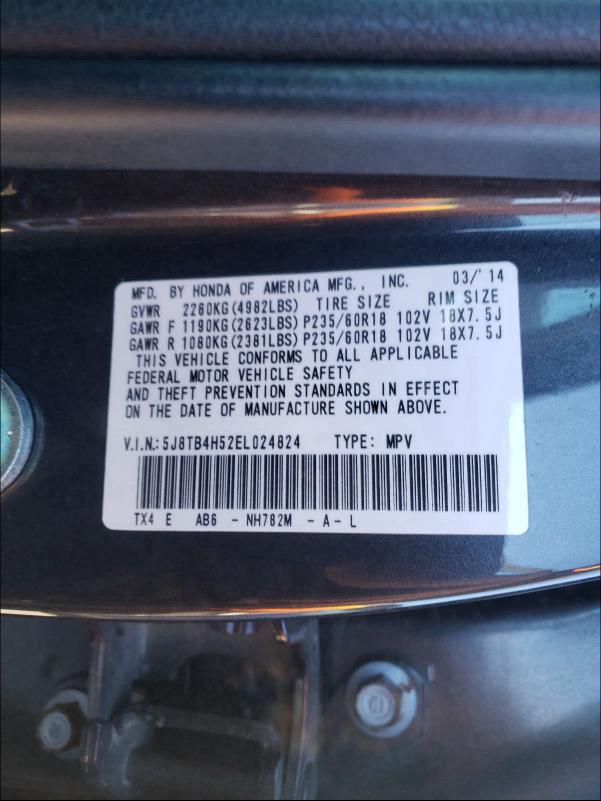 MFD. BY HONDA OF AMERICA MFG., INC. 03/'14
GVWR 2260KG(4982LBS) TIRE SIZE RIM SIZE
GAWR F 1190KG(2623LBS) P235/60R18 102V 18X7.5J
GAWR R 1080KG(2381LBS) P235/60R18 102V 18X7.5J
THIS VEHICLE CONFORMS TO ALL APPLICABLE
FEDERAL MOTOR VEHICLE SAFETY
AND THEFT PREVENTION STANDARDS IN EFFECT
ON THE DATE OF MANUFACTURE SHOWN ABOVE.
V.I.N.:5J8TB4H52EL024824 TYPE: MPV
TX4 E AB6 - NH782M - A - L